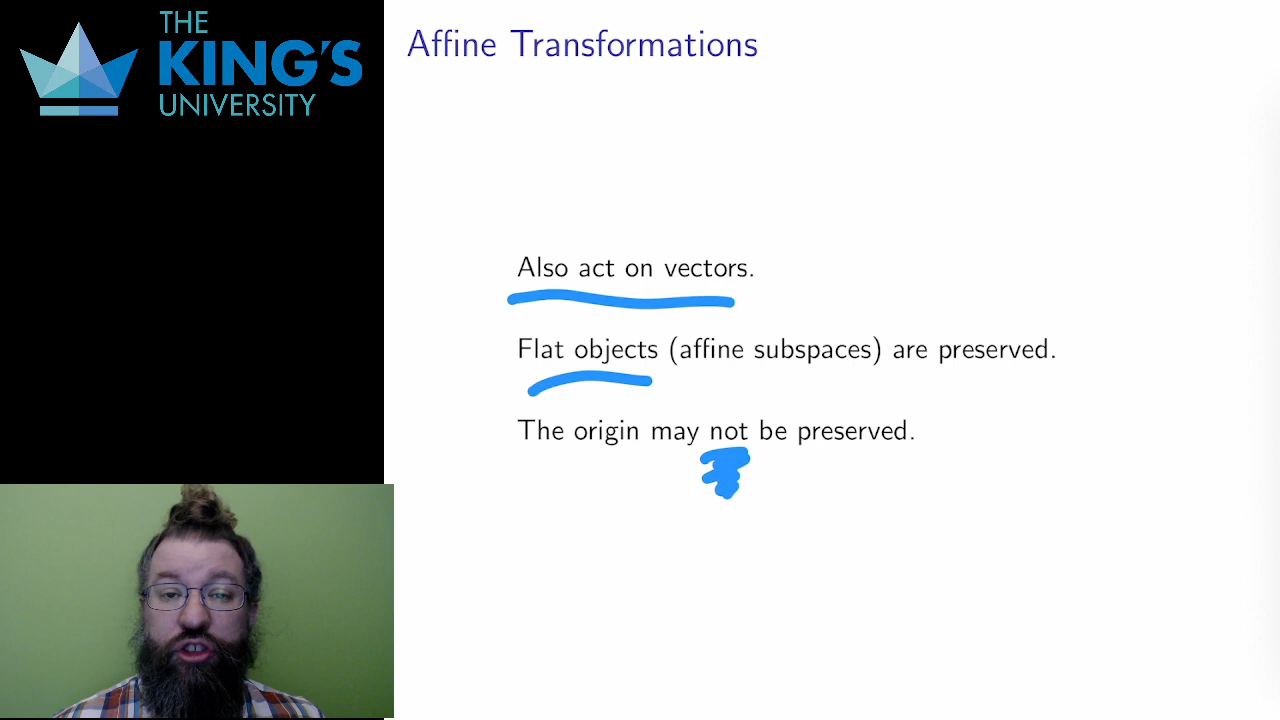 THE
KING'S
UNIVERSITY
Affine Transformations
Also act on vectors.
Flat objects (affine subspaces) are preserved.
The origin may not be preserved.